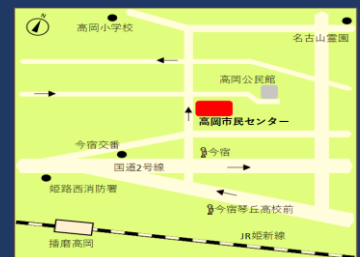 N
高岡小学校
名古山霊園
高岡公民館
高岡市民センター
今宿交番
今宿
国道2号線
姫路西消防署
今宿琴丘高校前
JR姫新線
播磨高岡